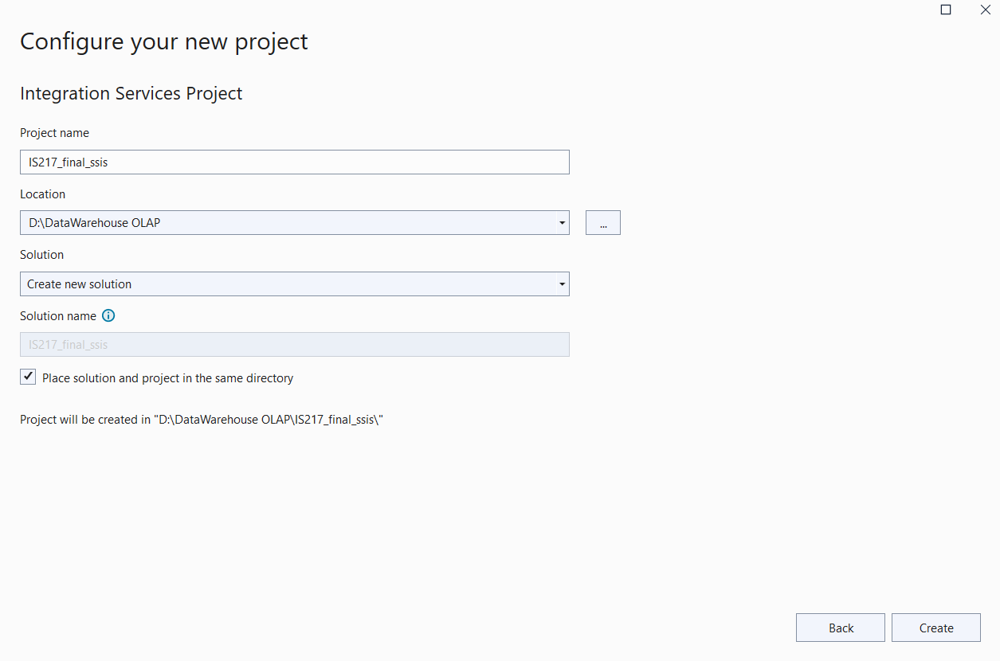 Configure your new project
Integration Services Project
Project name
IS217_final_ssis
Location
D:\DataWarehouse OLAP
...
Solution
Create new solution
Solution name
IS217_final_ssis
Place solution and project in the same directory
Project will be created in "D:\DataWarehouse OLAP\IS217_final_ssis\"
Back
Create